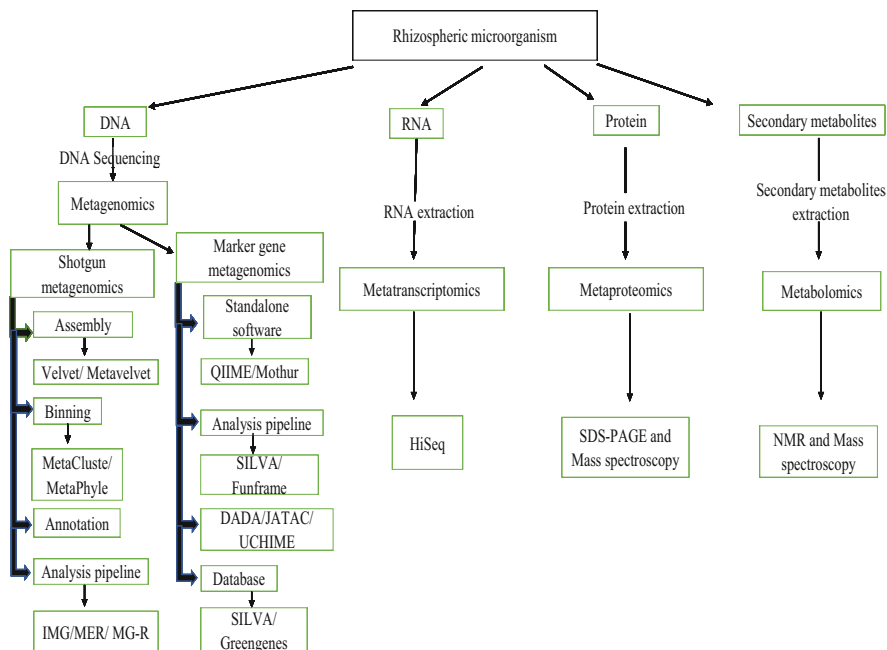 Rhizospheric microorganism
DNA
RNA
Protein
Secondary metabolites
DNA Sequencing
Metagenomics
RNA extraction
Protein extraction
Secondary metabolites
extraction
Shotgun
metagenomics
Marker gene
metagenomics
Metatranscriptomics
Metaproteomics
Metabolomics
Assembly
Velvet/ Metavelvet
Binning
MetaCluste/
MetaPhyle
Annotation
Analysis pipeline
IMG/MER/ MG-R
Standalone
software
QIIME/Mothur
Analysis pipeline
SILVA/
Funframe
DADA/JATAC/
UCHIME
Database
SILVA/
Greengenes
HiSeq
SDS-PAGE and
Mass spectroscopy
NMR and Mass
spectroscopy